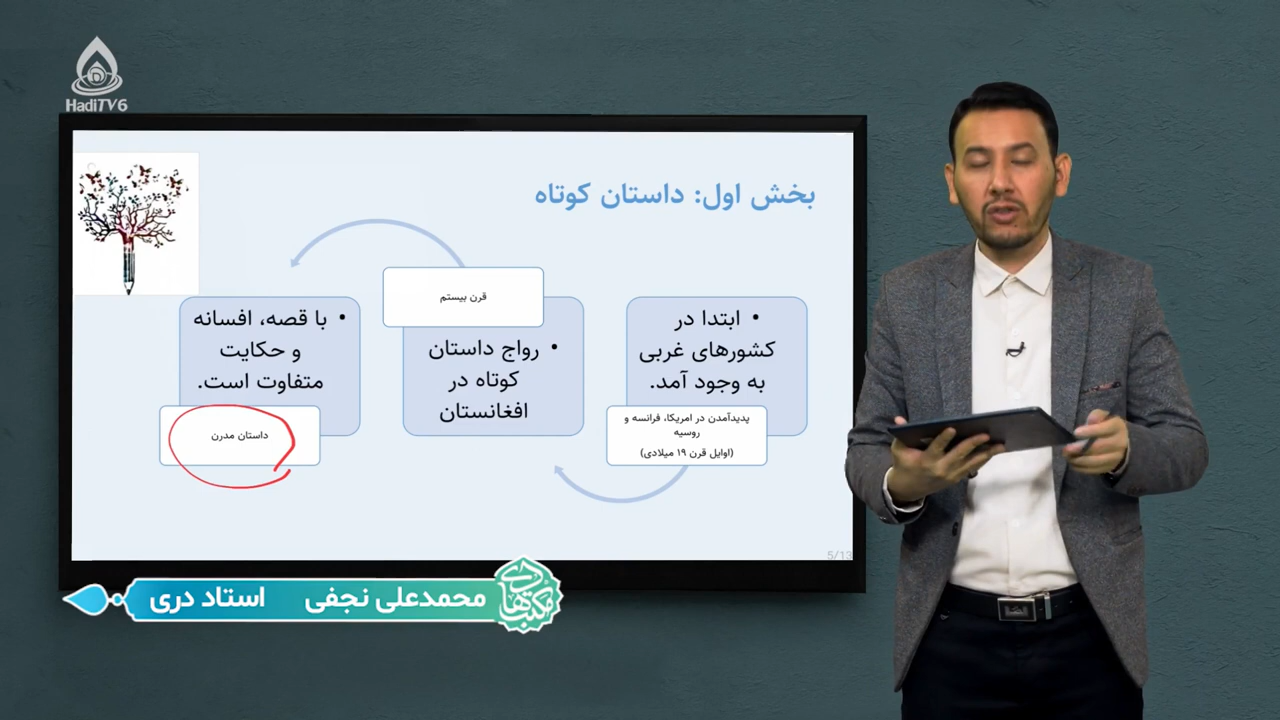 HadiTV6
بخش اول: داستان کوتاه
• ابتدا در
کشورهای غربی
به وجود آمد.
پدیدآمدن در امریکا، فرانسه و
روسیه
(اوایل قرن ۱۹ میلادی)
قرن بیستم
• رواج داستان
کوتاه در
افغانستان
• با قصه، افسانه
و حکایت
متفاوت است.
داستان مدرن
5/13
محمدعلی نجفی استاد دری